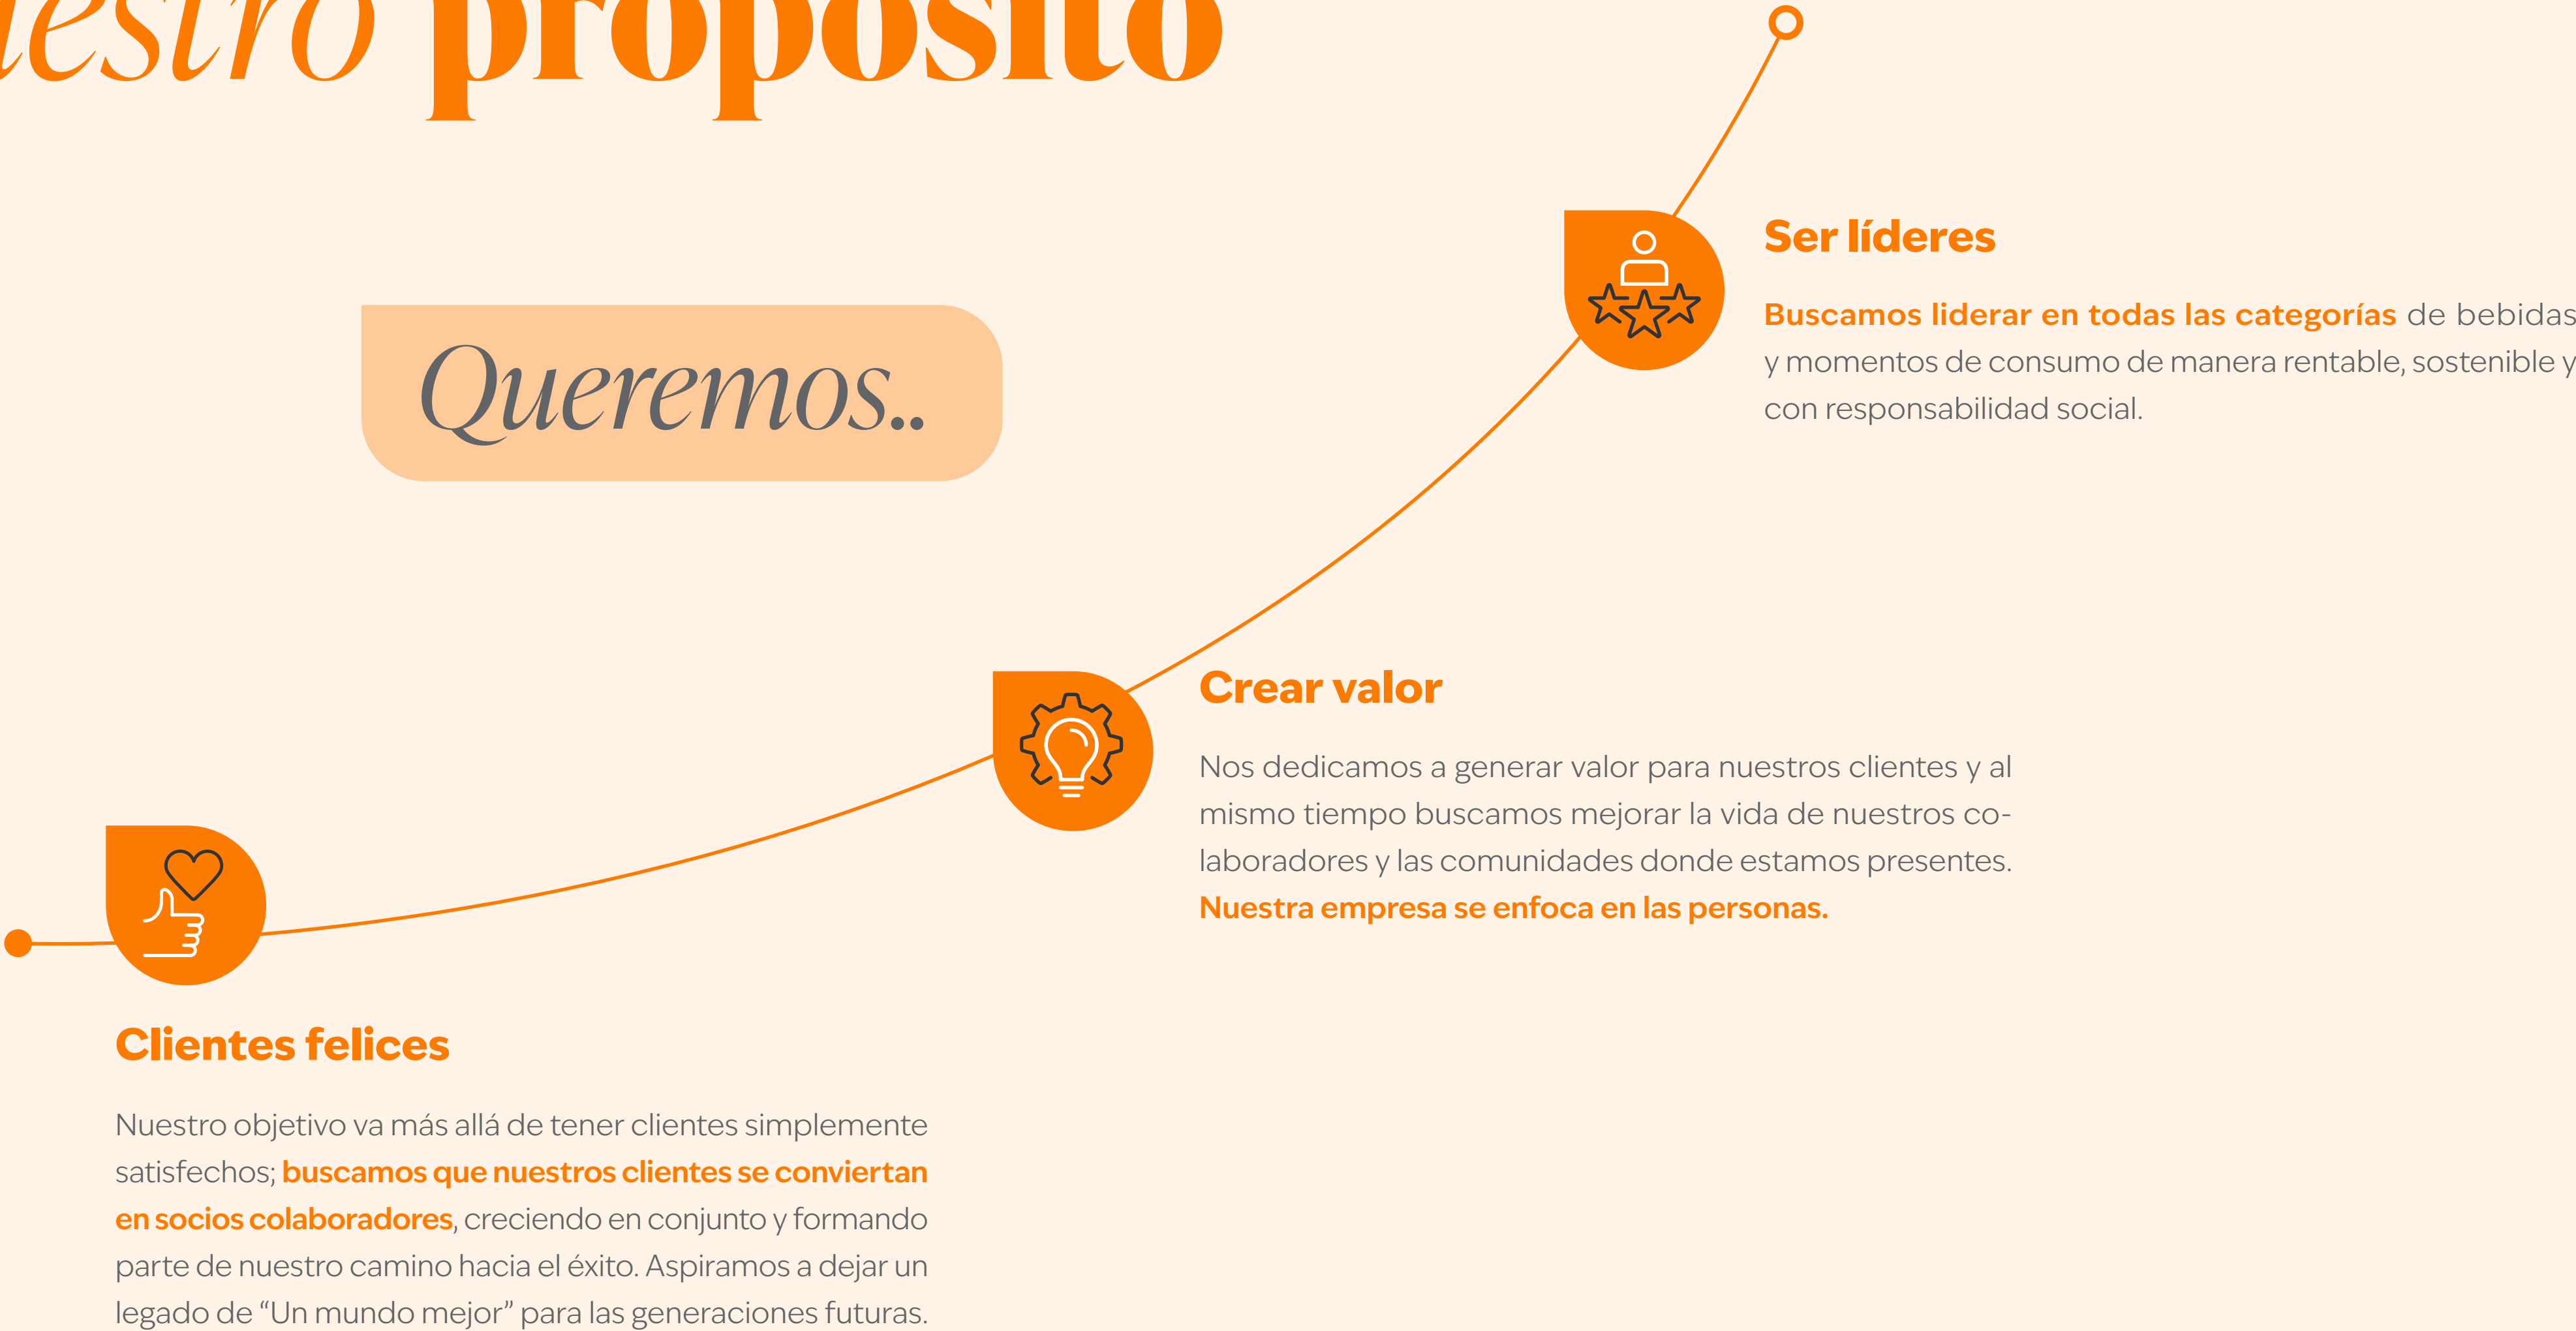 propósito
Queremos..
Ser líderes
Buscamos liderar en todas las categorías de bebidas
y momentos de consumo de manera rentable, sostenible y
con responsabilidad social.
Crear valor
Nos dedicamos a generar valor para nuestros clientes y al
mismo tiempo buscamos mejorar la vida de nuestros co-
laboradores y las comunidades donde estamos presentes.
Nuestra empresa se enfoca en las personas.
Clientes felices
Nuestro objetivo va más allá de tener clientes simplemente
satisfechos; buscamos que nuestros clientes se conviertan
en socios colaboradores, creciendo en conjunto y formando
parte de nuestro camino hacia el éxito. Aspiramos a dejar un
legado de “Un mundo mejor” para las generaciones futuras.